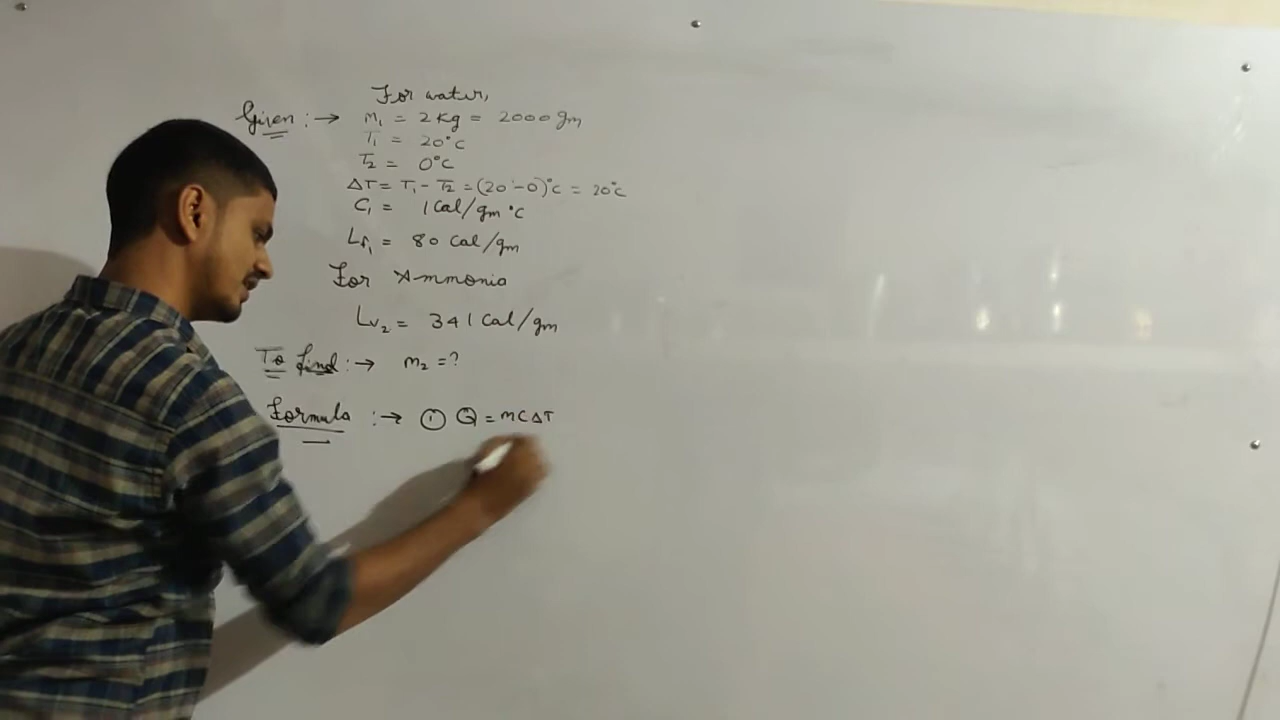 For water,
Given :→ m₁ = 2 Kg = 2000 gm
T₁ = 20°C
T₂ = 0°C
ΔT = T₁ - T₂ = (20 - 0)°C = 20°C
C₁ = 1 Cal/gm °C
Lf₁ = 80 Cal/gm
For Ammonia
Lv₂ = 341 Cal/gm
To find :→ m₂ = ?
Formula :→ ① Q = mCΔT